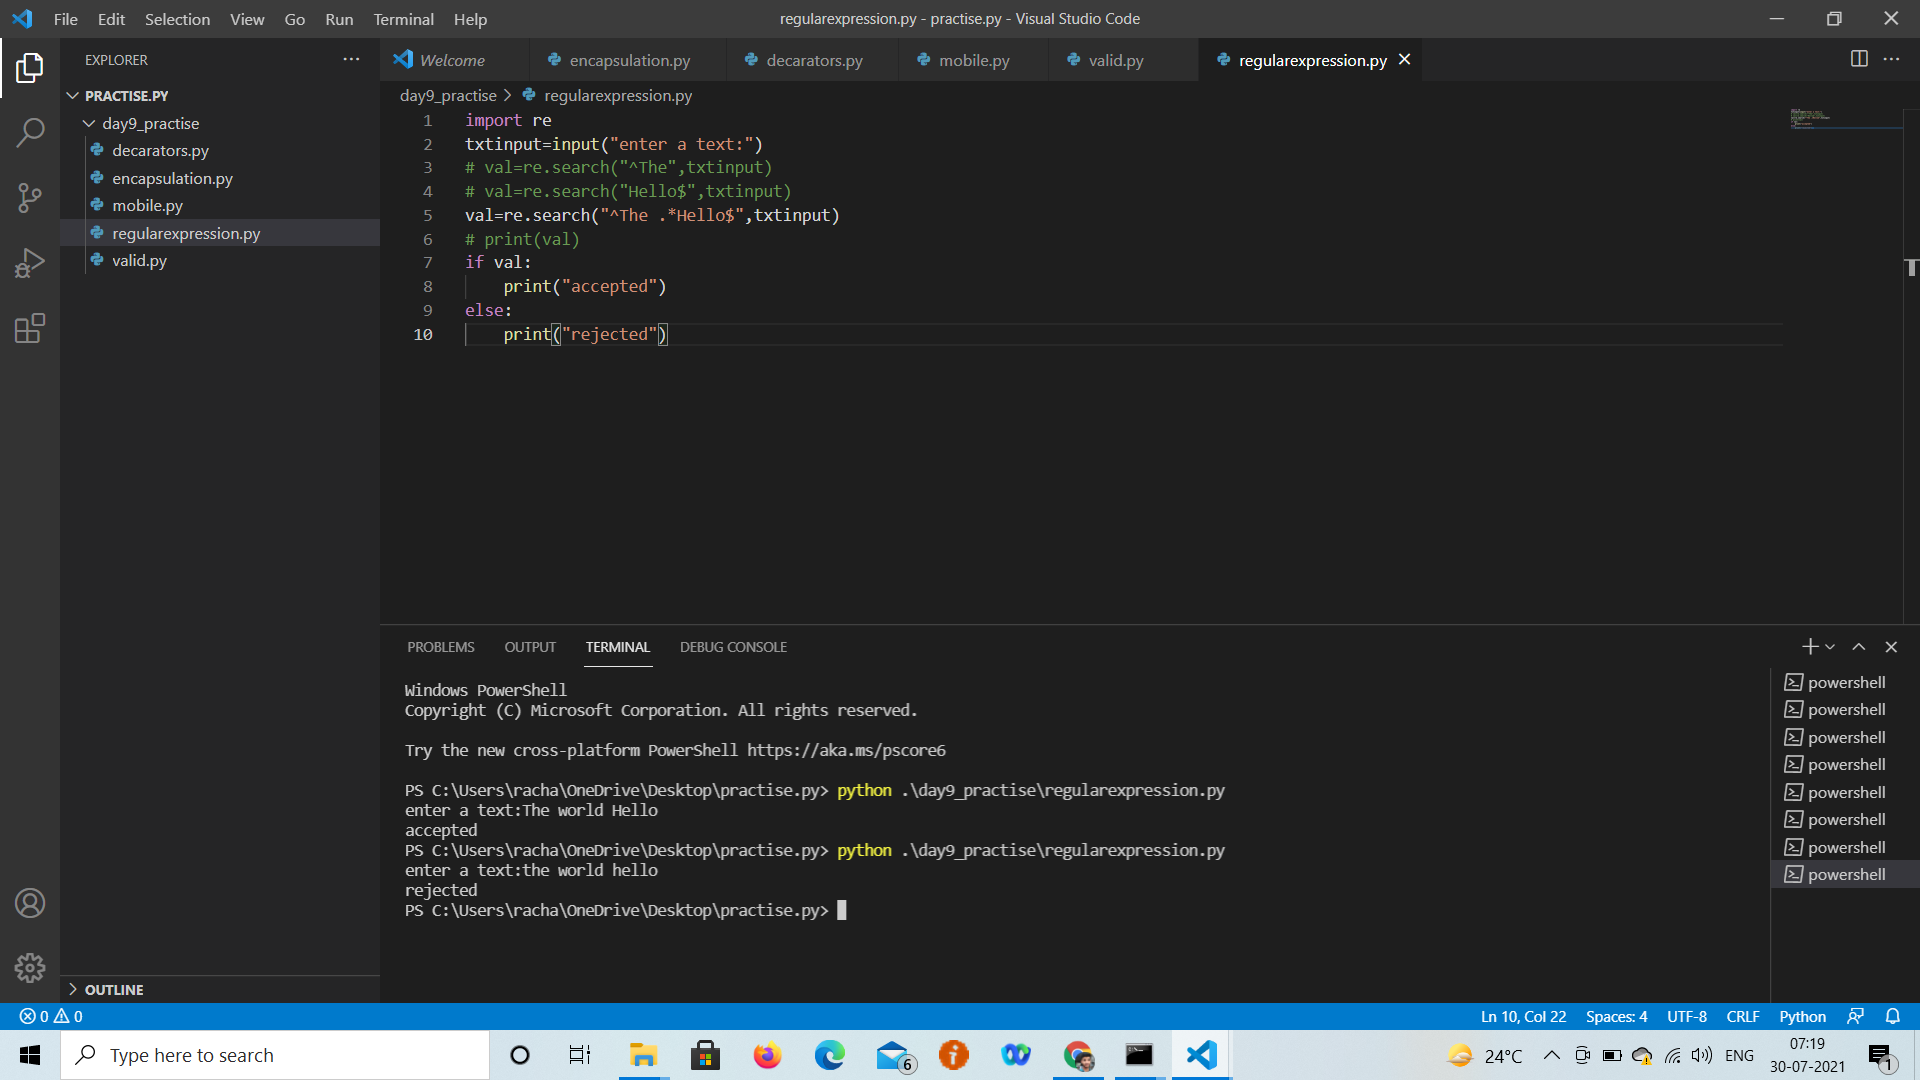 File Edit Selection View Go Run Terminal Help
regularexpression.py - practise.py - Visual Studio Code
EXPLORER
PRACTISE.PY
day9_practise
decarators.py
encapsulation.py
mobile.py
regularexpression.py
valid.py
OUTLINE
Welcome encapsulation.py decarators.py mobile.py valid.py regularexpression.py
day9_practise > regularexpression.py
1 import re
2 txtinput=input("enter a text:")
3 # val=re.search("^The",txtinput)
4 # val=re.search("Hello$",txtinput)
5 val=re.search("^The .*Hello$",txtinput)
6 # print(val)
7 if val:
8 print("accepted")
9 else:
10 print("rejected")
PROBLEMS OUTPUT TERMINAL DEBUG CONSOLE
Windows PowerShell
Copyright (C) Microsoft Corporation. All rights reserved.
Try the new cross-platform PowerShell https://aka.ms/pscore6
PS C:\Users\racha\OneDrive\Desktop\practise.py> python .\day9_practise\regularexpression.py
enter a text:The world Hello
accepted
PS C:\Users\racha\OneDrive\Desktop\practise.py> python .\day9_practise\regularexpression.py
enter a text:the world hello
rejected
PS C:\Users\racha\OneDrive\Desktop\practise.py>
powershell
powershell
powershell
powershell
powershell
powershell
powershell
powershell
0 0
Ln 10, Col 22 Spaces: 4 UTF-8 CRLF Python
Type here to search
6
24°C
ENG
07:19
30-07-2021
1